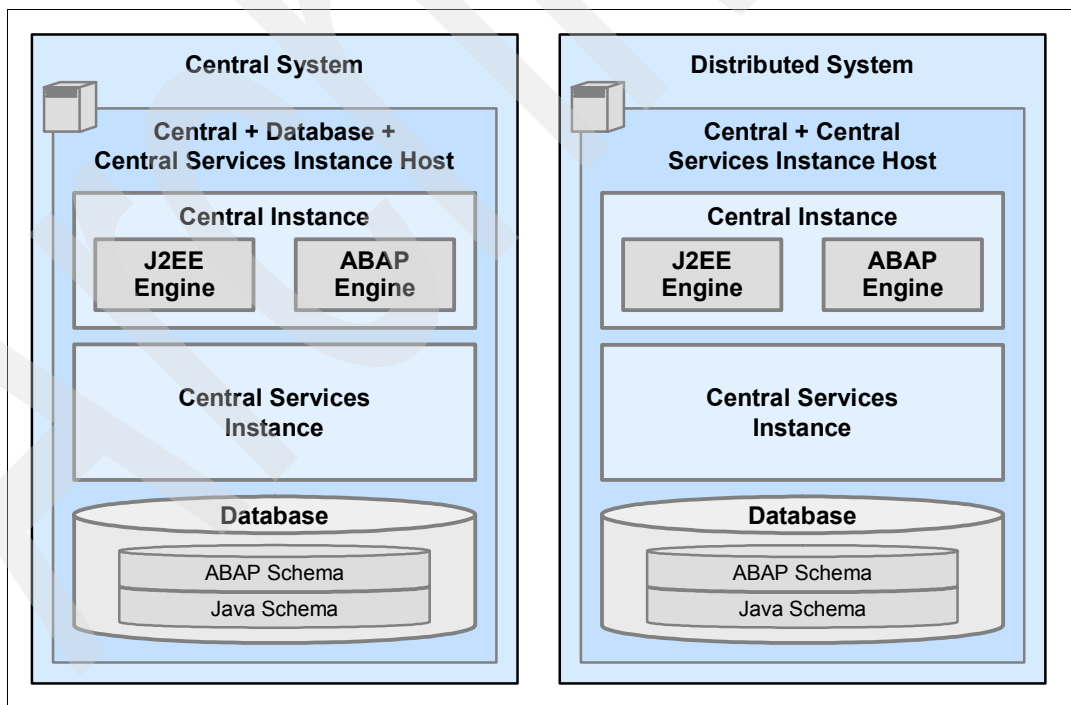 Central System
Central + Database +
Central Services Instance Host
Central Instance
J2EE
Engine
ABAP
Engine
Central Services
Instance
Database
ABAP Schema
Java Schema
Distributed System
Central + Central
Services Instance Host
Central Instance
J2EE
Engine
ABAP
Engine
Central Services
Instance
Database
ABAP Schema
Java Schema